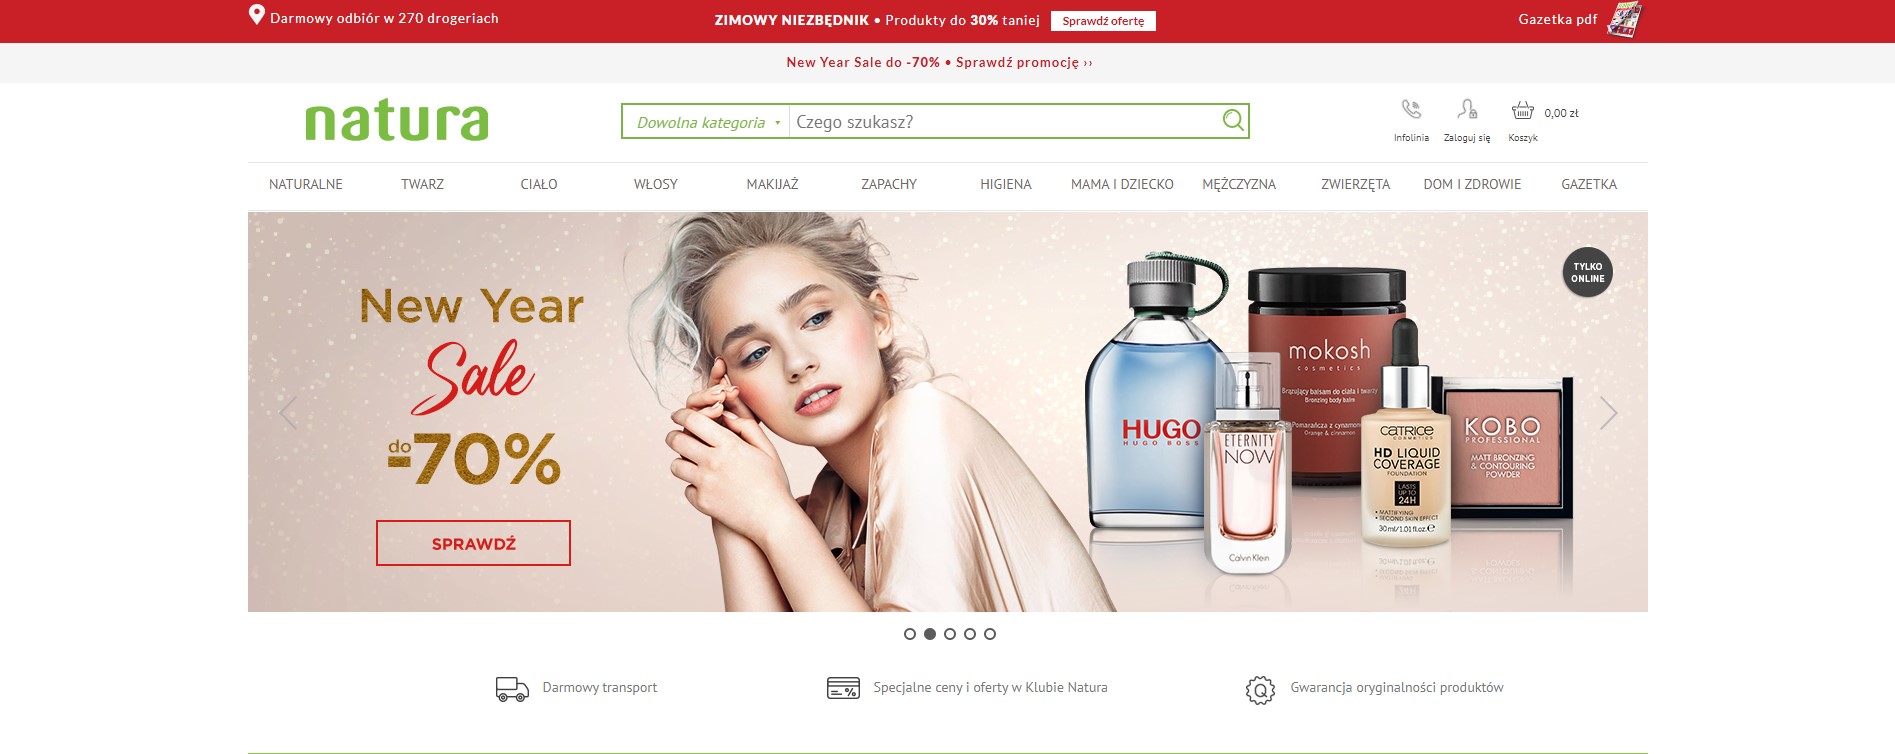 Darmowy odbiór w 270 drogeriach
ZIMOWY NIEZBĘDNIK • Produkty do 30% taniej
Sprawdź ofertę
Gazetka pdf
New Year Sale do -70% • Sprawdź promocję ››
natura
Dowolna kategoria
Czego szukasz?
0,00 zł
Infolinia
Zaloguj się
Koszyk
NATURALNE
TWARZ
CIAŁO
WŁOSY
MAKIJAŻ
ZAPACHY
HIGIENA
MAMA I DZIECKO
MĘŻCZYZNA
ZWIERZĘTA
DOM I ZDROWIE
GAZETKA
New Year
Sale
do
-70%
SPRAWDŹ
TYLKO
ONLINE
HUGO
HUGO BOSS
ETERNITY
NOW
Calvin Klein
mokosh
cosmetics
Brązujący balsam do ciała i twarzy
Bronzing body balm
Pomarańcza z cynamonem
Orange & cinnamon
CATRICE
COSMETICS
HD LIQUID
COVERAGE
FOUNDATION
LASTS
UP TO
24H
• MATTIFYING
• SECOND SKIN EFFECT
30 ml/1.01 fl.oz. ℮
KOBO
PROFESSIONAL
MATT BRONZING
& CONTOURING
POWDER
Darmowy transport
Specjalne ceny i oferty w Klubie Natura
Gwarancja oryginalności produktów